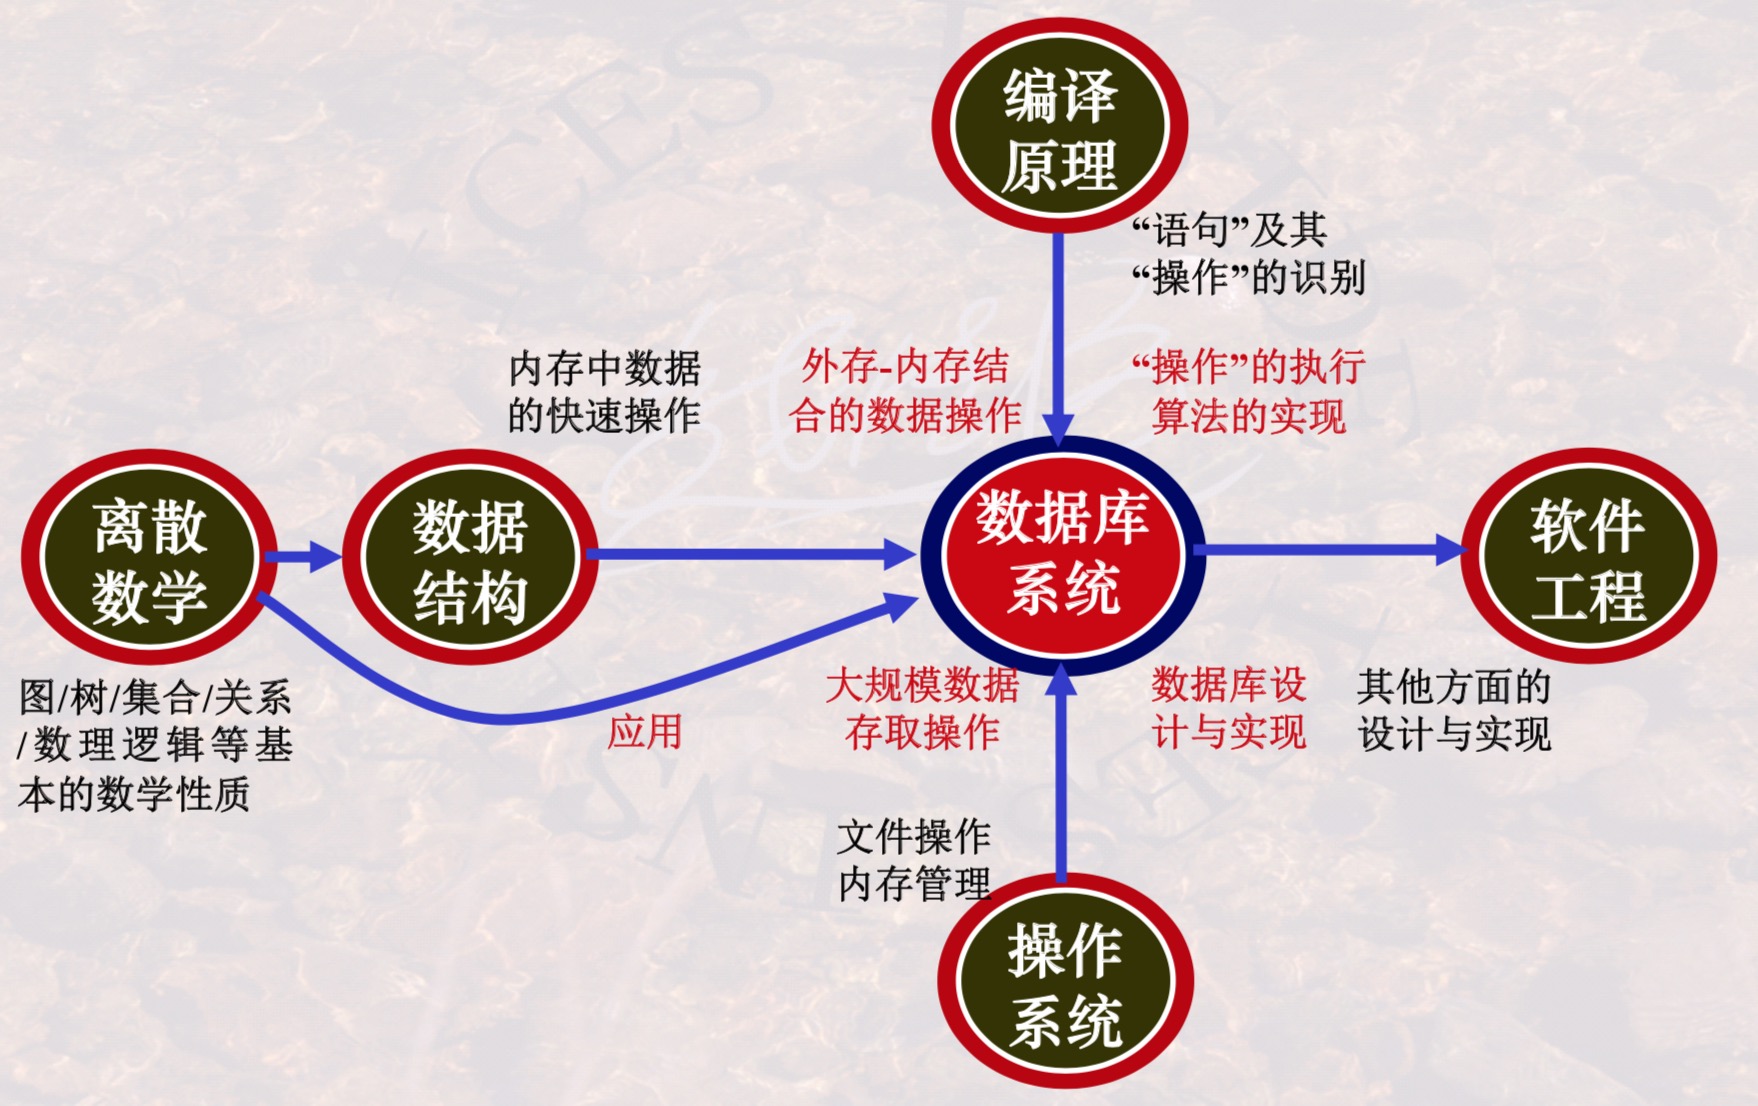 编译
原理
“语句”及其
“操作”的识别
内存中数据
的快速操作
外存-内存结
合的数据操作
“操作”的执行
算法的实现
离散
数学
数据
结构
数据库
系统
软件
工程
图/树/集合/关系
/数理逻辑等基
本的数学性质
应用
大规模数据
存取操作
数据库设
计与实现
其他方面的
设计与实现
文件操作
内存管理
操作
系统